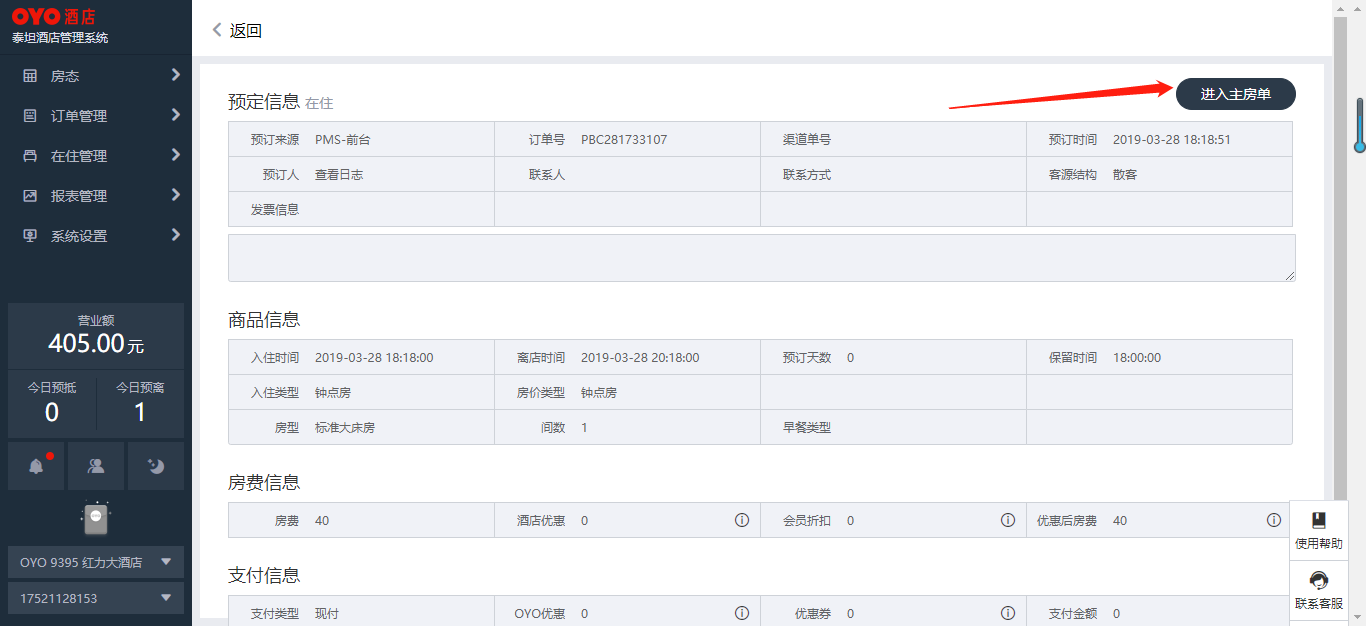 OYO 酒店
泰坦酒店管理系统
房态
订单管理
在住管理
报表管理
系统设置
营业额
405.00元
今日预抵 今日预离
0 1
OYO 9395 红力大酒店
17521128153
返回
预定信息 在住
进入主房单
预订来源 PMS-前台 订单号 PBC281733107 渠道单号 预订时间 2019-03-28 18:18:51
预订人 查看日志 联系人 联系方式 客源结构 散客
发票信息
商品信息
入住时间 2019-03-28 18:18:00 离店时间 2019-03-28 20:18:00 预订天数 0 保留时间 18:00:00
入住类型 钟点房 房价类型 钟点房
房型 标准大床房 间数 1 早餐类型
房费信息
房费 40 酒店优惠 0 会员折扣 0 优惠后房费 40
支付信息
支付类型 现付 OYO优惠 0 优惠券 0 支付金额 0
使用帮助
联系客服